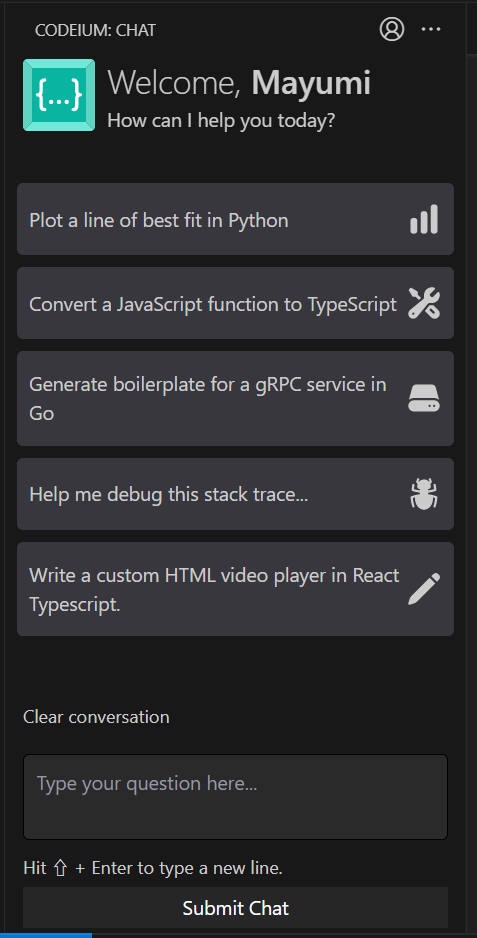 CODEIUM: CHAT
{...}
Welcome, Mayumi
How can I help you today?
Plot a line of best fit in Python
Convert a JavaScript function to TypeScript
Generate boilerplate for a gRPC service in
Go
Help me debug this stack trace...
Write a custom HTML video player in React
Typescript.
Clear conversation
Type your question here...
Hit ⇧ + Enter to type a new line.
Submit Chat